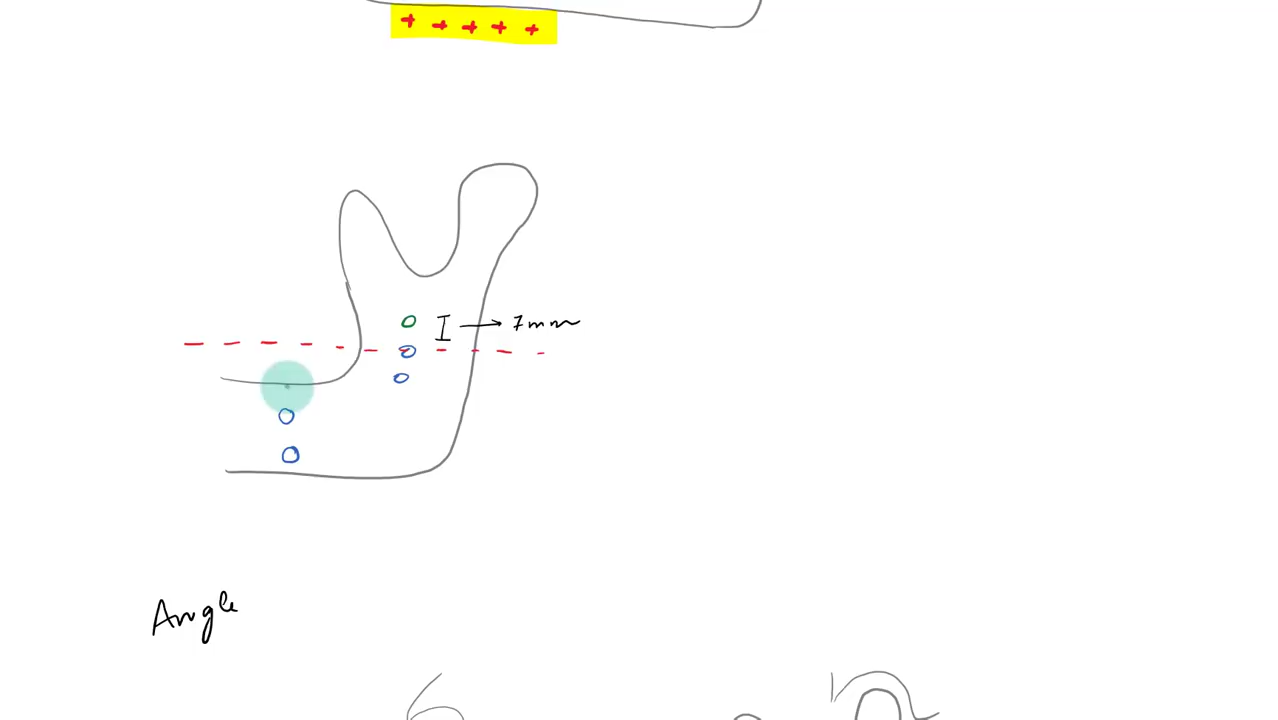 + + + + +
I → 7mm
Angle